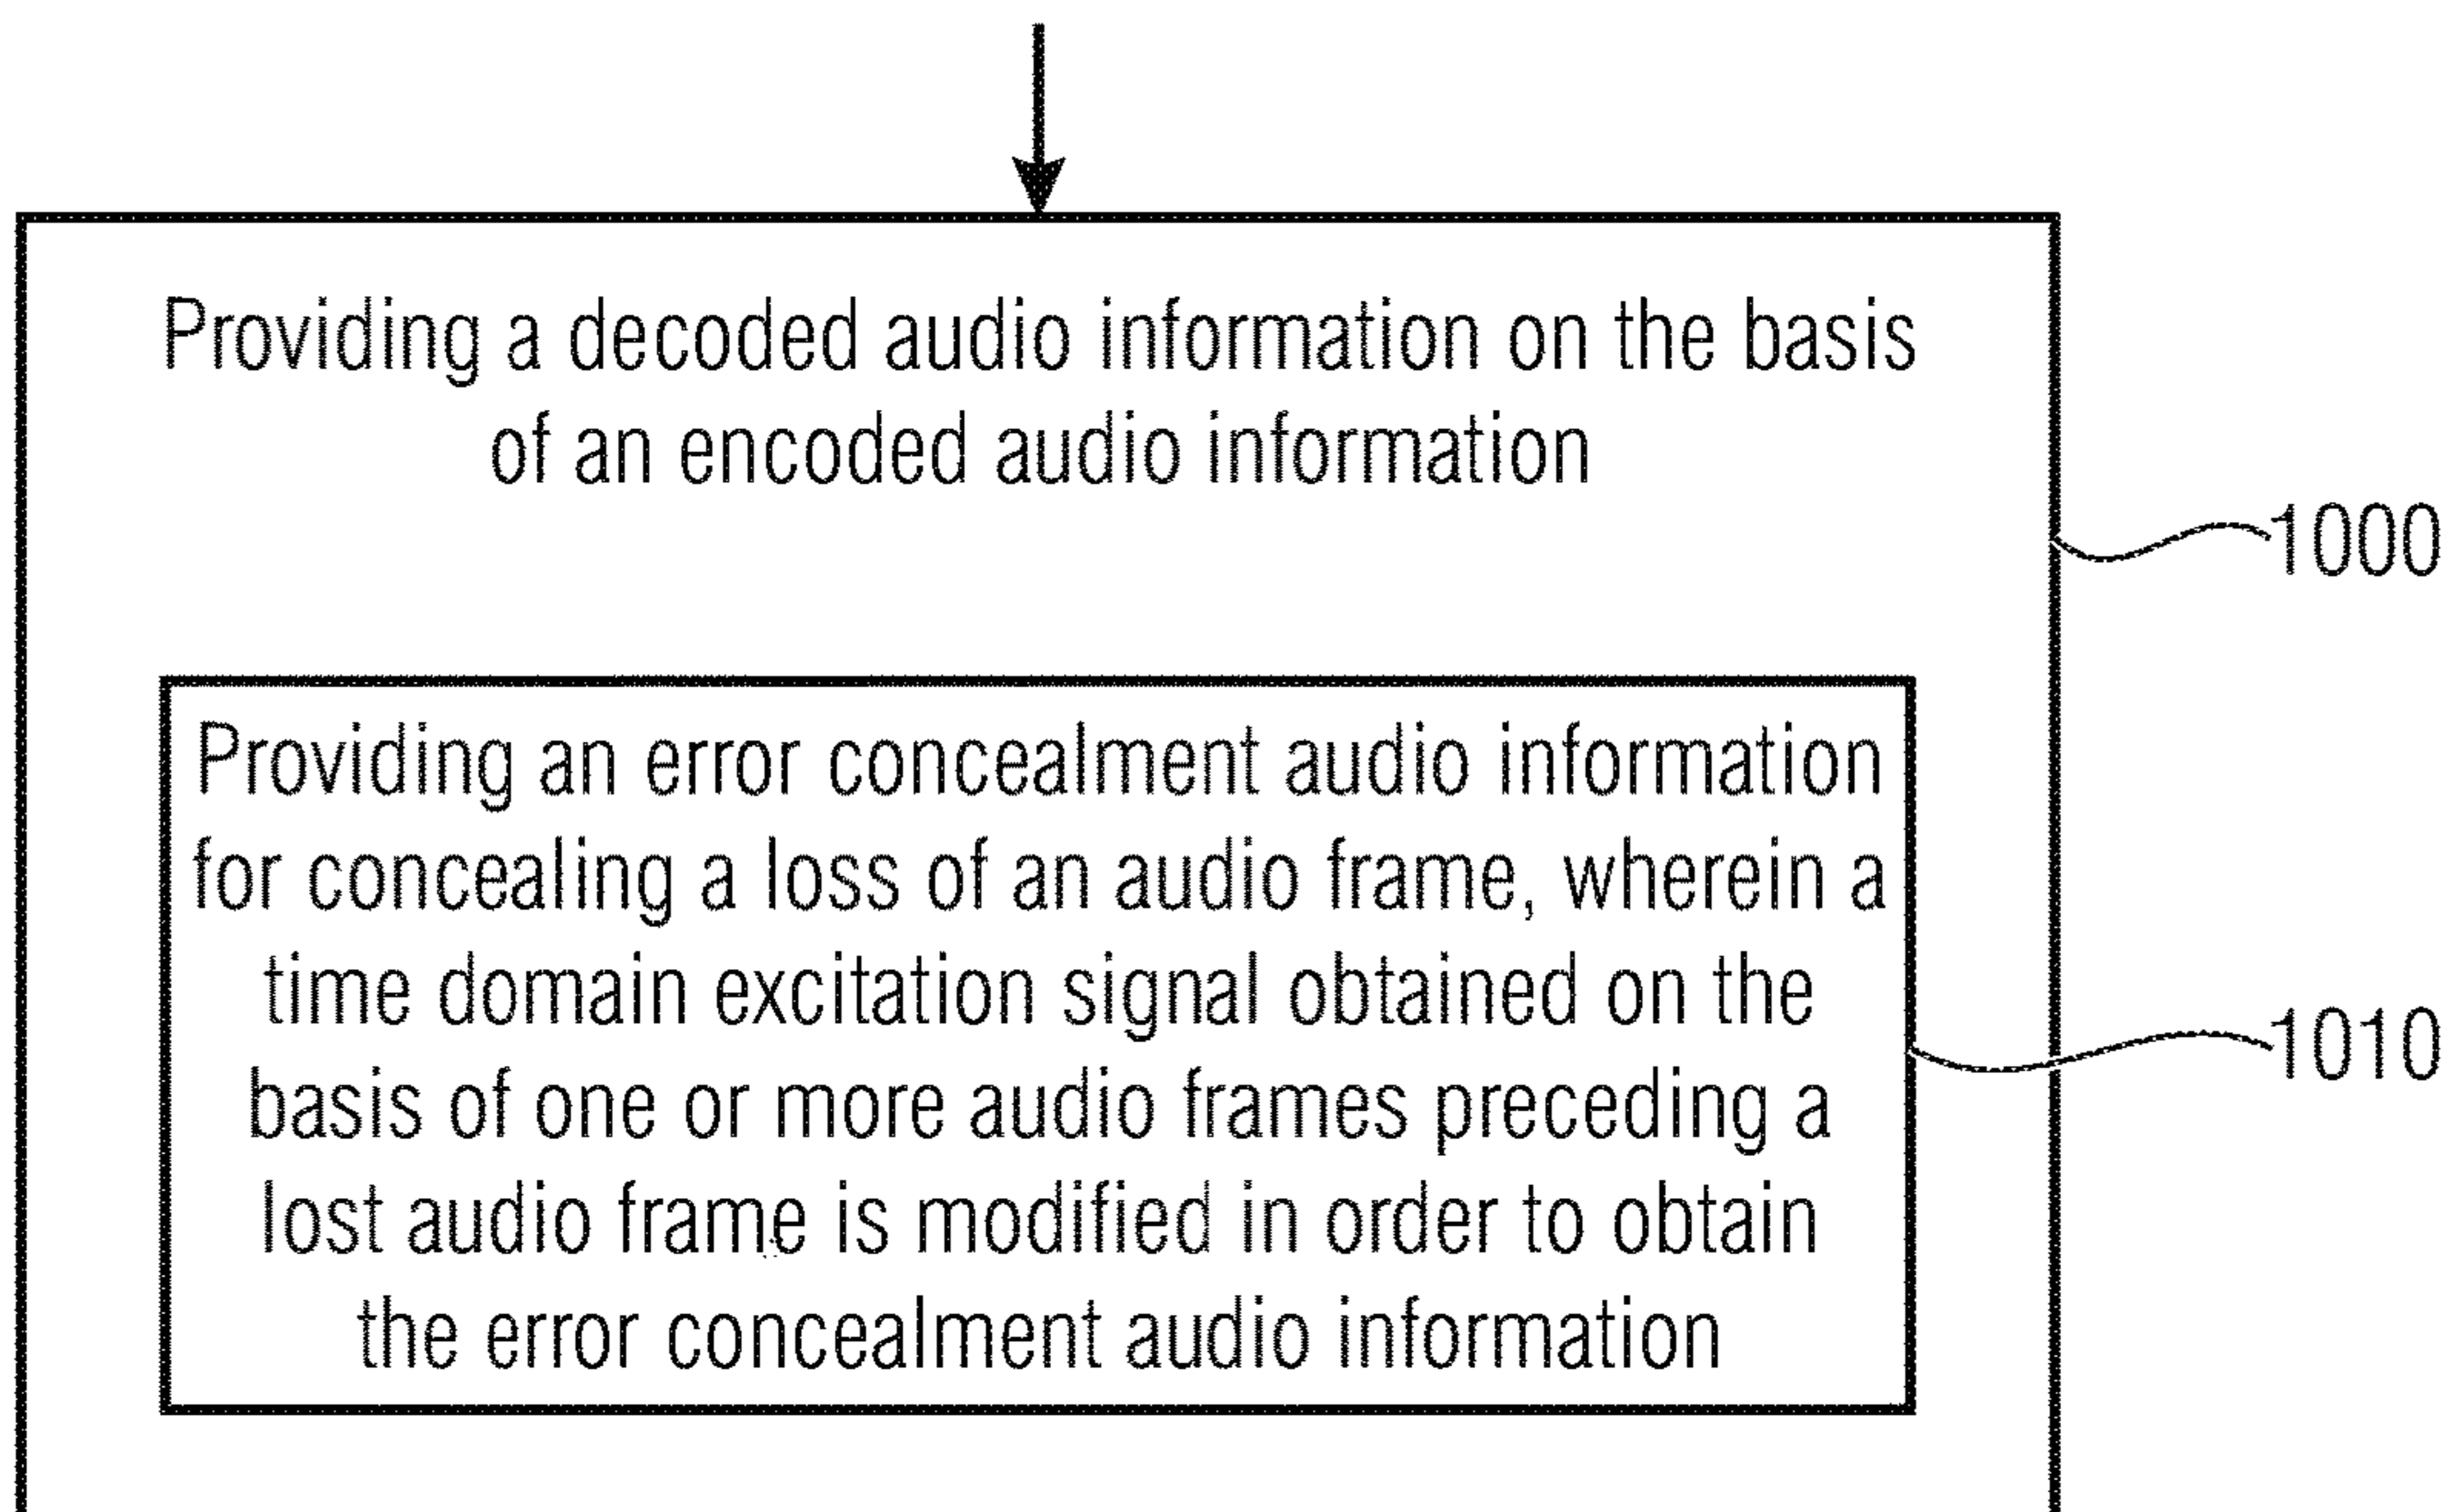 Providing a decoded audio information on the basis
of an encoded audio information
1000
Providing an error concealment audio information
for concealing a loss of an audio frame, wherein a
time domain excitation signal obtained on the
basis of one or more audio frames preceding a
lost audio frame is modified in order to obtain
the error concealment audio information
1010